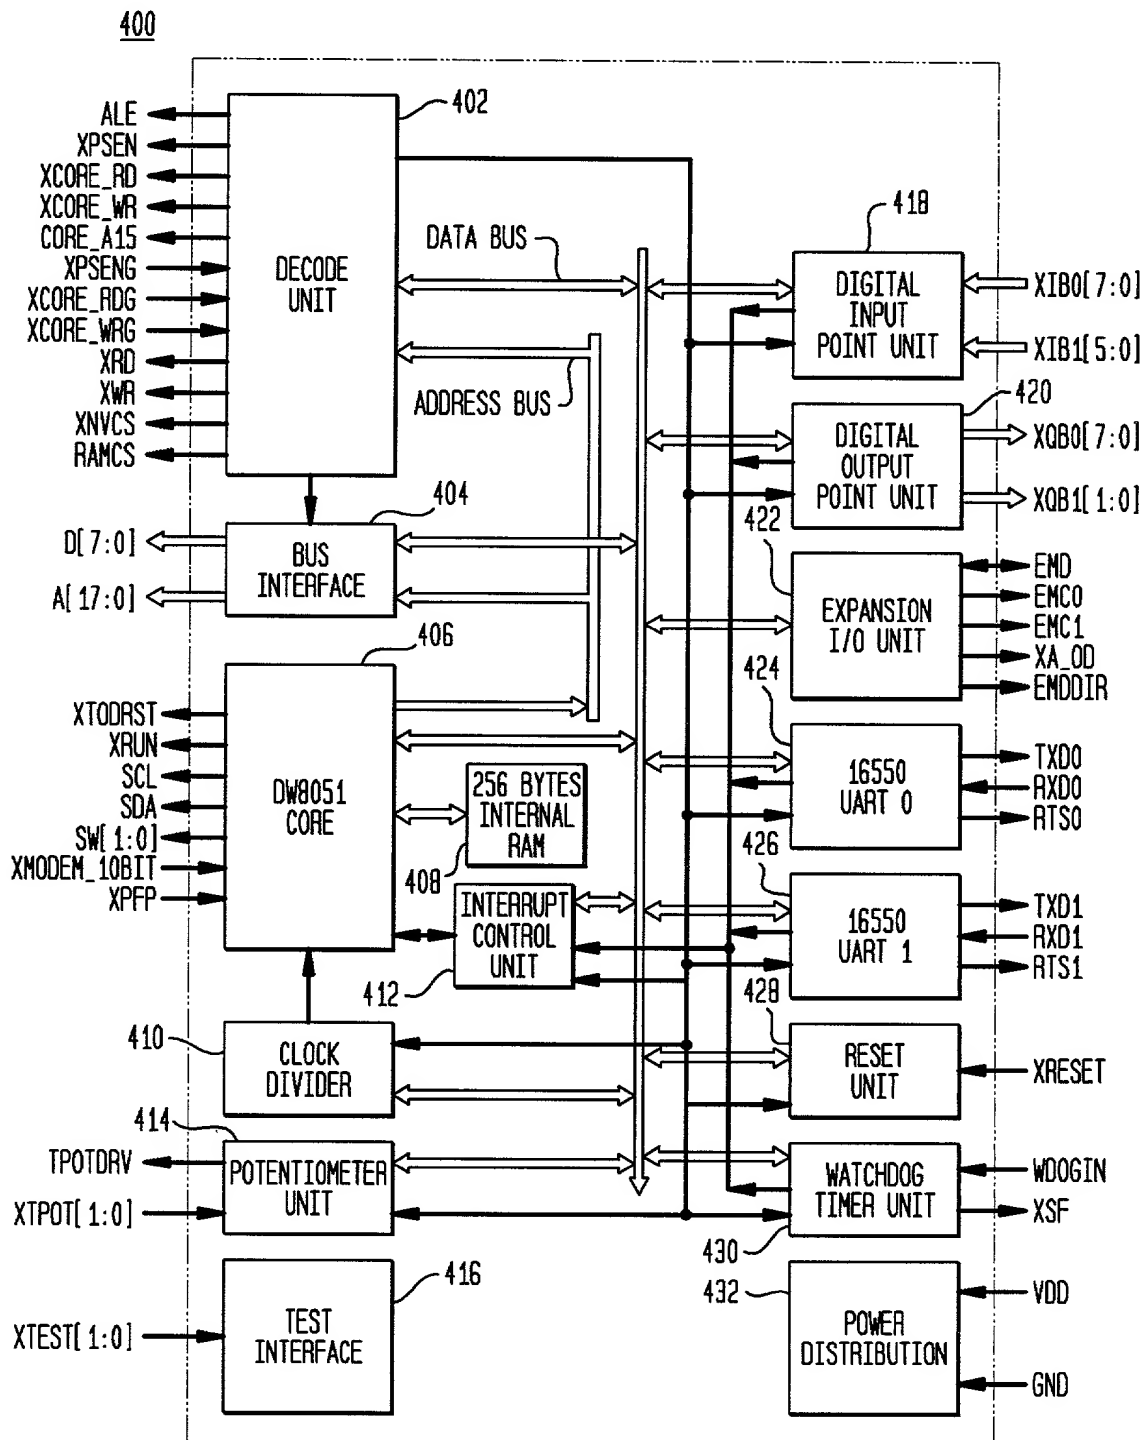 400
402
ALE
XPSEN
XCORE_RD
XCORE_WR
CORE_A15
XPSENG
XCORE_RDG
XCORE_WRG
XRD
XWR
XNVCS
RAMCS
DECODE
UNIT
DATA BUS
ADDRESS BUS
418
DIGITAL
INPUT
POINT UNIT
XIB0[7:0]
XIB1[5:0]
420
DIGITAL
OUTPUT
POINT UNIT
XQB0[7:0]
XQB1[1:0]
404
BUS
INTERFACE
D[7:0]
A[17:0]
422
EXPANSION
I/O UNIT
EMD
EMC0
EMC1
XA_OD
EMDDIR
406
DW8051
CORE
XTODRST
XRUN
SCL
SDA
SW[1:0]
XMODEM_10BIT
XPFP
256 BYTES
INTERNAL
RAM
408
424
16550
UART 0
TXD0
RXD0
RTS0
INTERRUPT
CONTROL
UNIT
412
426
16550
UART 1
TXD1
RXD1
RTS1
410
CLOCK
DIVIDER
428
RESET
UNIT
XRESET
414
POTENTIOMETER
UNIT
TPOTDRV
XTPOT[1:0]
WATCHDOG
TIMER UNIT
430
WDOGIN
XSF
416
TEST
INTERFACE
XTEST[1:0]
432
POWER
DISTRIBUTION
VDD
GND